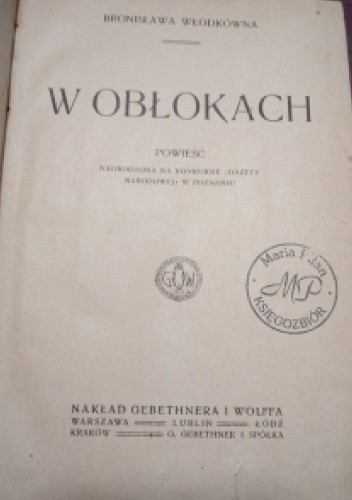 BRONISŁAWA WŁODKÓWNA
W OBŁOKACH
POWIEŚĆ
NAGRODZONA NA KONKURSIE «GAZETY
NARODOWEJ» W POZNANIU
G W
Maria i Jan
MP
KSIĘGOZBIÓR
NAKŁAD GEBETHNERA I WOLFFA
WARSZAWA LUBLIN ŁÓDŹ
KRAKÓW G. GEBETHNER I SPÓŁKA